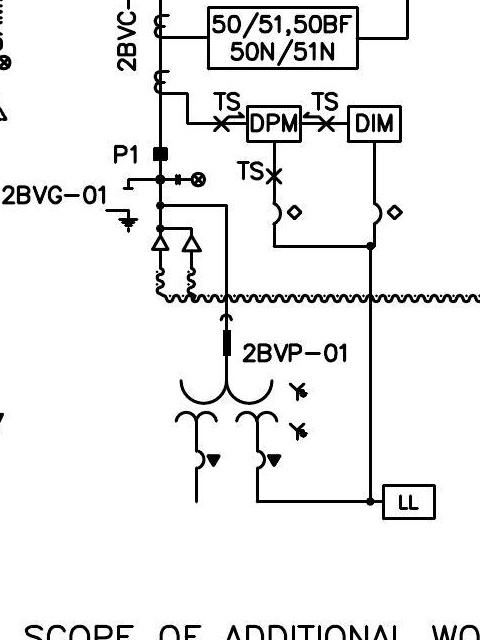 2BVC-
50/51,50BF
50N/51N
TS
TS
DPM
DIM
P1
TS
2BVG-01
2BVP-01
LL
SCOPE OF ADDITIONAL WO